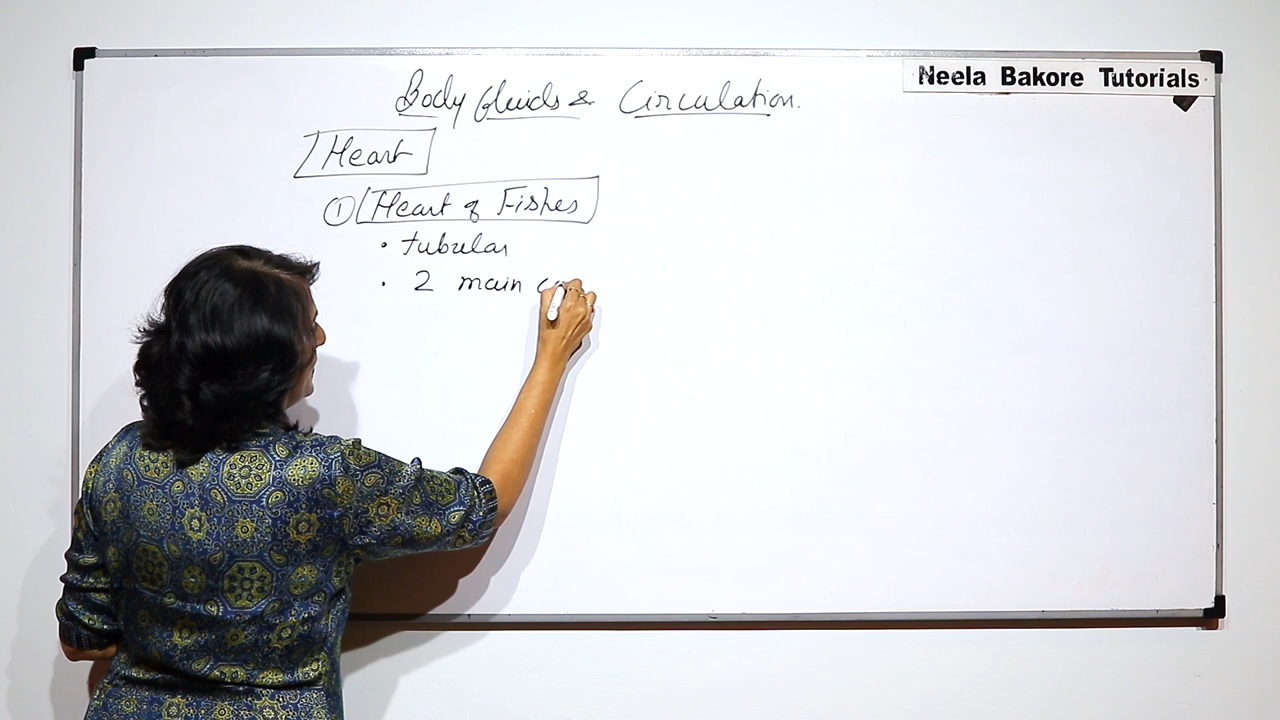 Neela Bakore Tutorials
Body fluids & Circulation.
Heart
① Heart of Fishes
• tubular
• 2 main